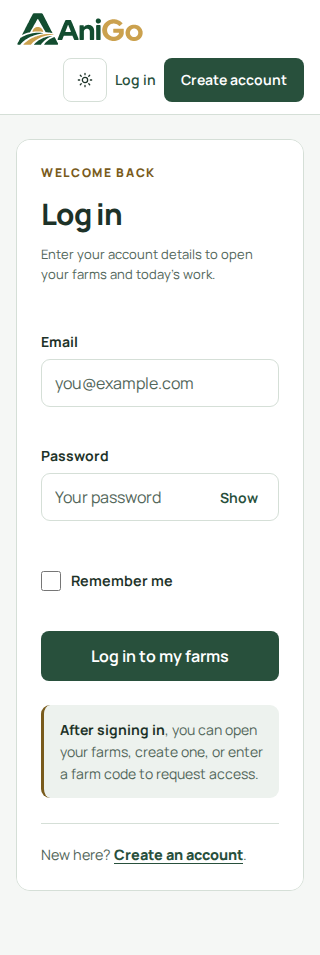 AniGo
Log in
Create account
WELCOME BACK
Log in
Enter your account details to open
your farms and today's work.
Email
you@example.com
Password
Your password
Show
Remember me
Log in to my farms
After signing in, you can open
your farms, create one, or enter
a farm code to request access.
New here? Create an account.